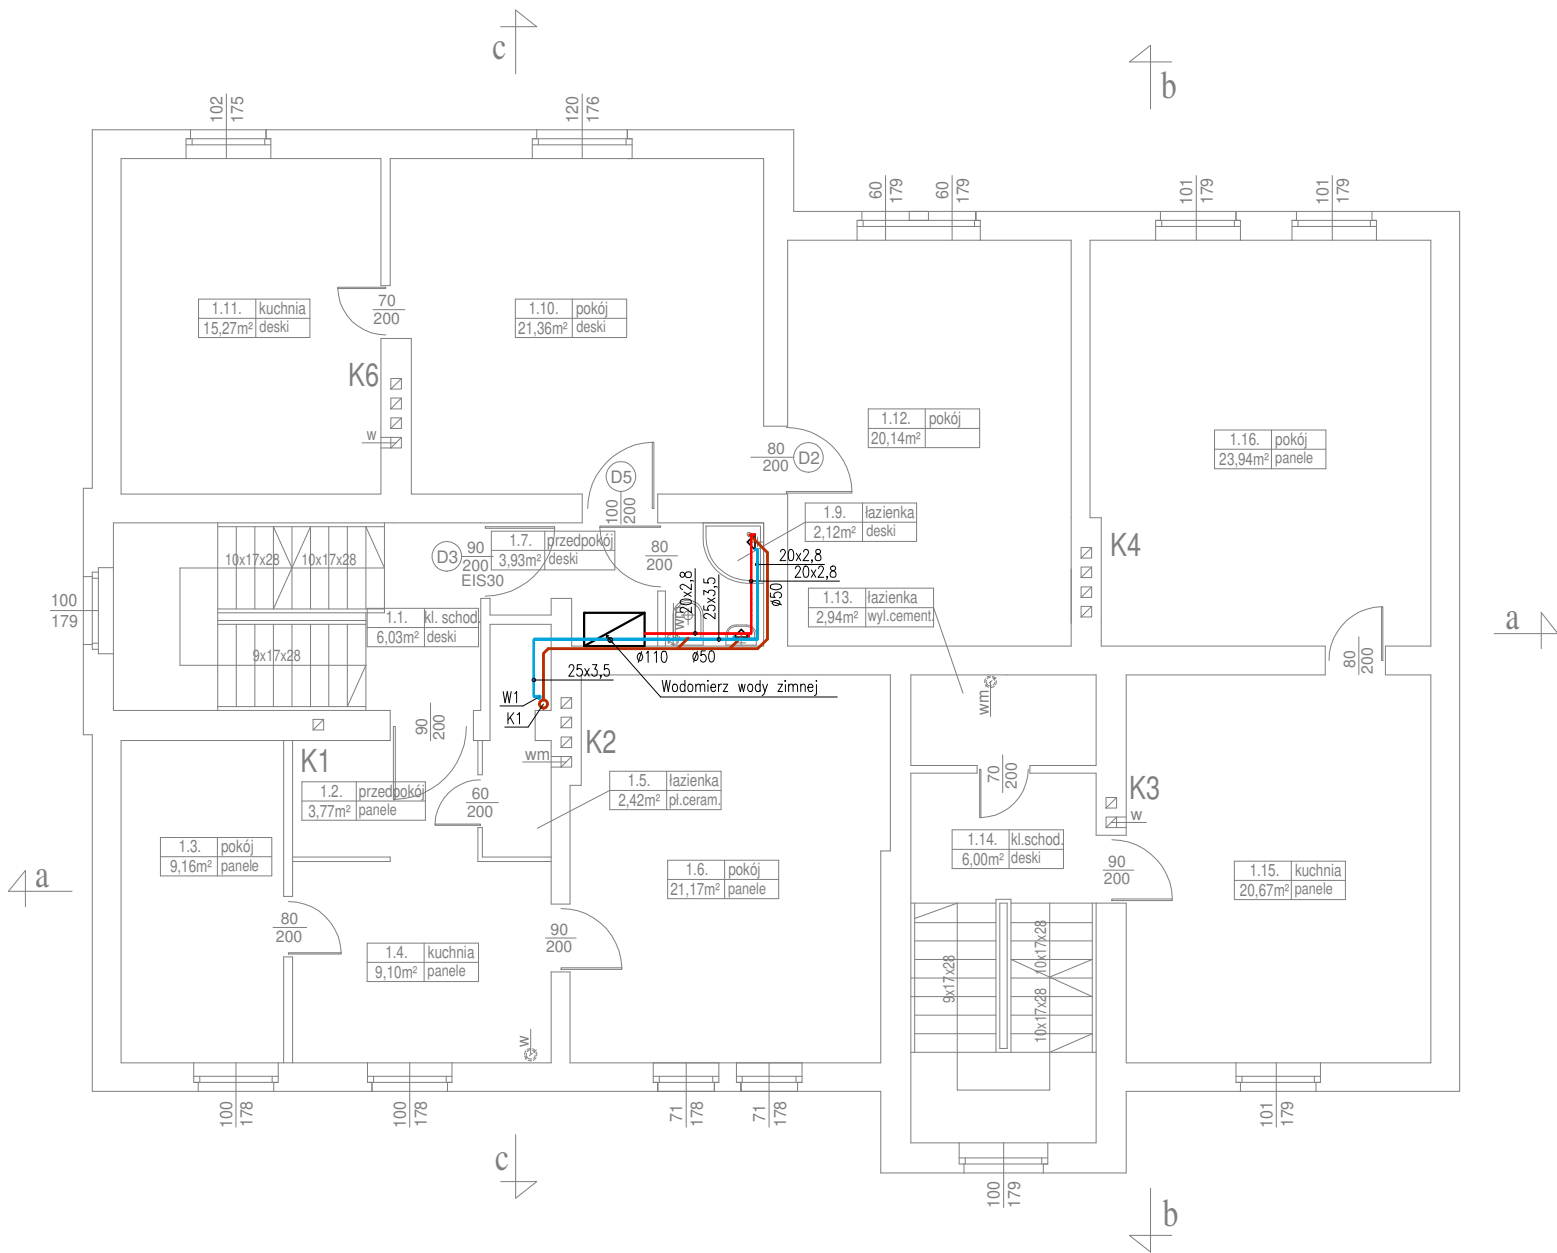 c
b
102
175
120
176
60
179
60
179
101
179
101
179
1.11. kuchnia
15,27m² deski
70
200
1.10. pokój
21,36m² deski
K6
w
1.12. pokój
20,14m²
1.16. pokój
23,94m² panele
80
200
D2
D5
100
200
1.9. łazienka
2,12m² deski
K4
10x17x28
10x17x28
D3
90
200
EIS30
1.7. przedpokój
3,93m² deski
80
200
20x2,8
20x2,8
20x2,8
25x3,5
ø50
wm
1.13. łazienka
2,94m² wyl.cement.
100
179
1.1. kl. schod.
6,03m² deski
a
9x17x28
ø110
ø50
80
200
25x3,5
Wodomierz wody zimnej
W1
K1
wm
90
200
K2
wm
K1
1.2. przedpokój
3,77m² panele
60
200
1.5. łazienka
2,42m² pł.ceram.
70
200
K3
w
1.3. pokój
9,16m² panele
1.14. kl.schod.
6,00m² deski
1.6. pokój
21,17m² panele
90
200
1.15. kuchnia
20,67m² panele
a
80
200
90
200
1.4. kuchnia
9,10m² panele
9x17x28
10x17x28
10x17x28
w
100
178
100
178
71
178
71
178
101
179
c
100
179
b